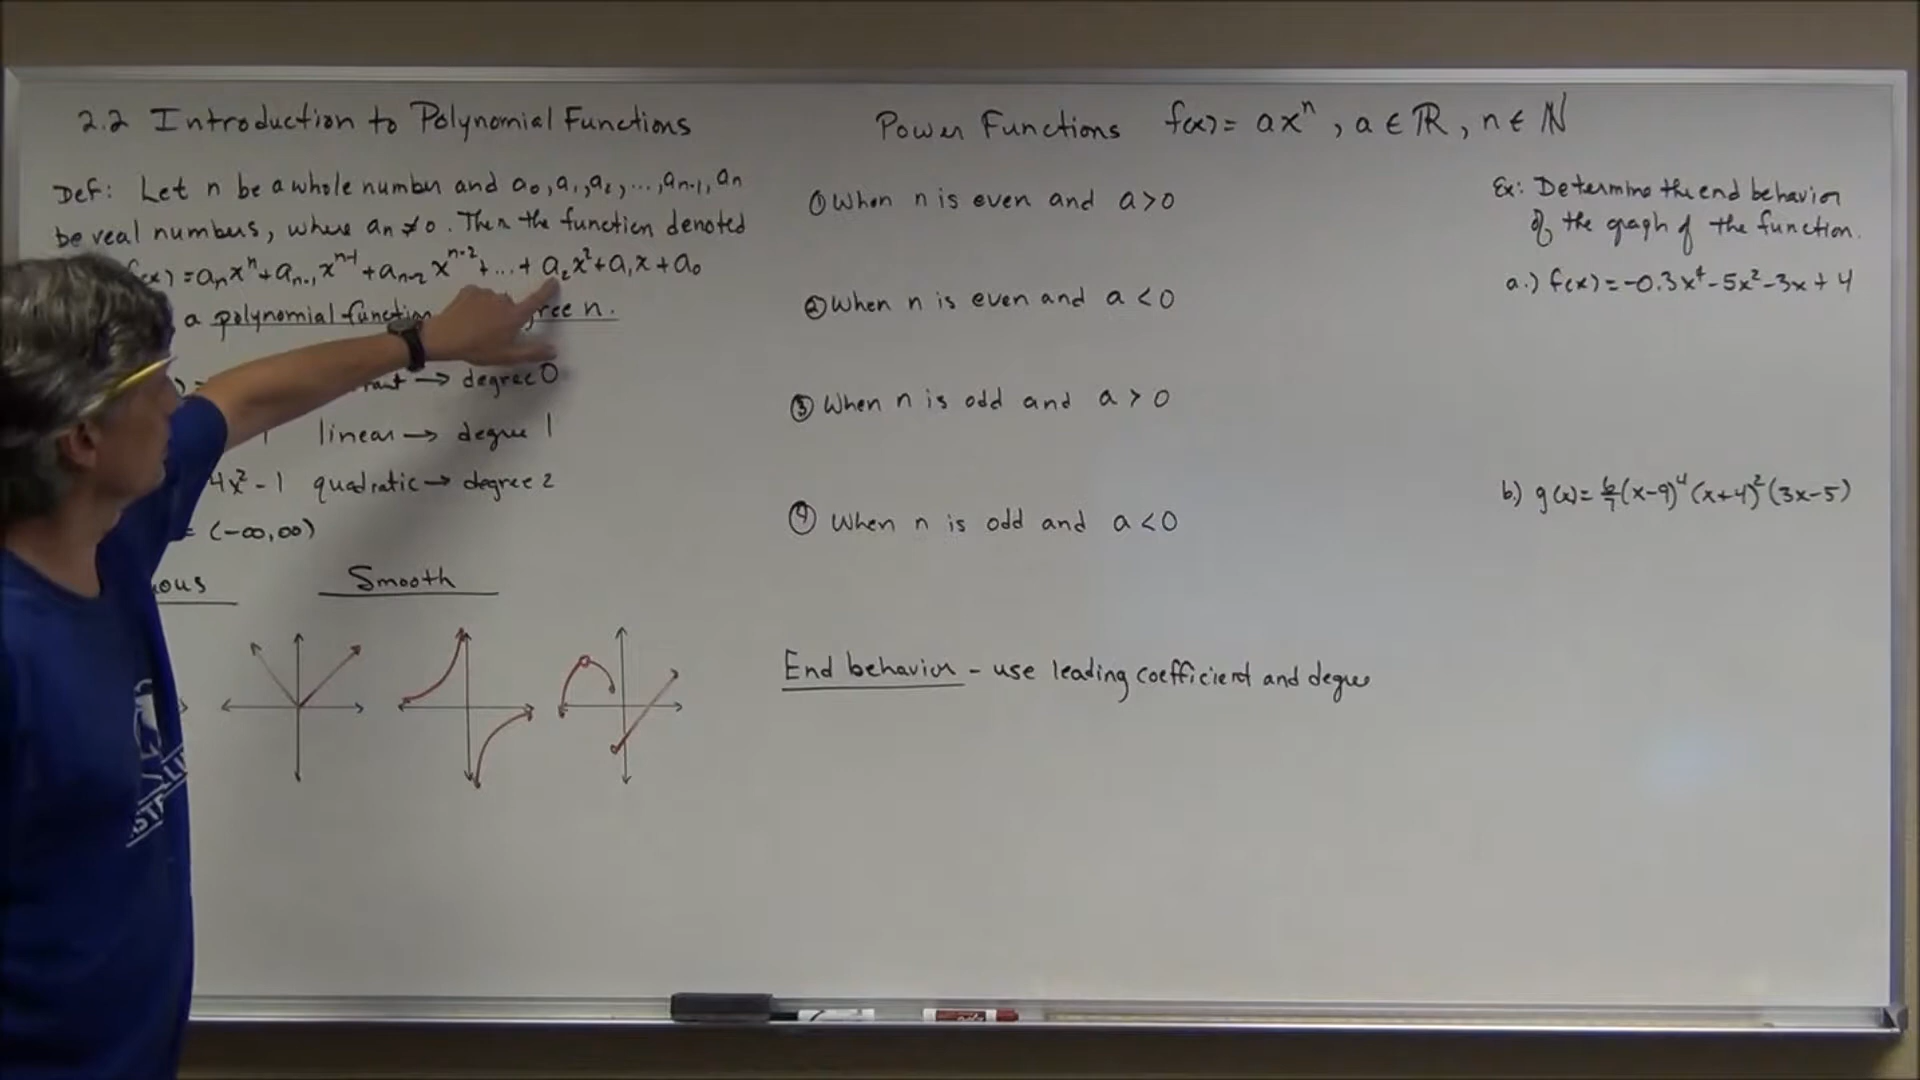 2.2 Introduction to Polynomial Functions
Def: Let n be a whole number and a₀, a₁, a₂, ..., aₙ₋₁, aₙ
be real numbers, where aₙ ≠ 0. Then the function denoted
f(x) = aₙxⁿ + aₙ₋₁xⁿ⁻¹ + aₙ₋₂xⁿ⁻² + ... + a₂x² + a₁x + a₀
a polynomial function degree n.
→ degree 0
1 linear → degree 1
4x² - 1 quadratic → degree 2
= (-∞, ∞)
Smooth
Power Functions f(x) = axⁿ, a ∈ ℝ, n ∈ ℕ
① When n is even and a > 0
② When n is even and a < 0
③ When n is odd and a > 0
④ When n is odd and a < 0
End behavior - use leading coefficient and degree
Ex: Determine the end behavior
of the graph of the function.
a.) f(x) = -0.3x⁴ - 5x² - 3x + 4
b.) g(x) = 6/7(x-9)⁴(x+4)²(3x-5)